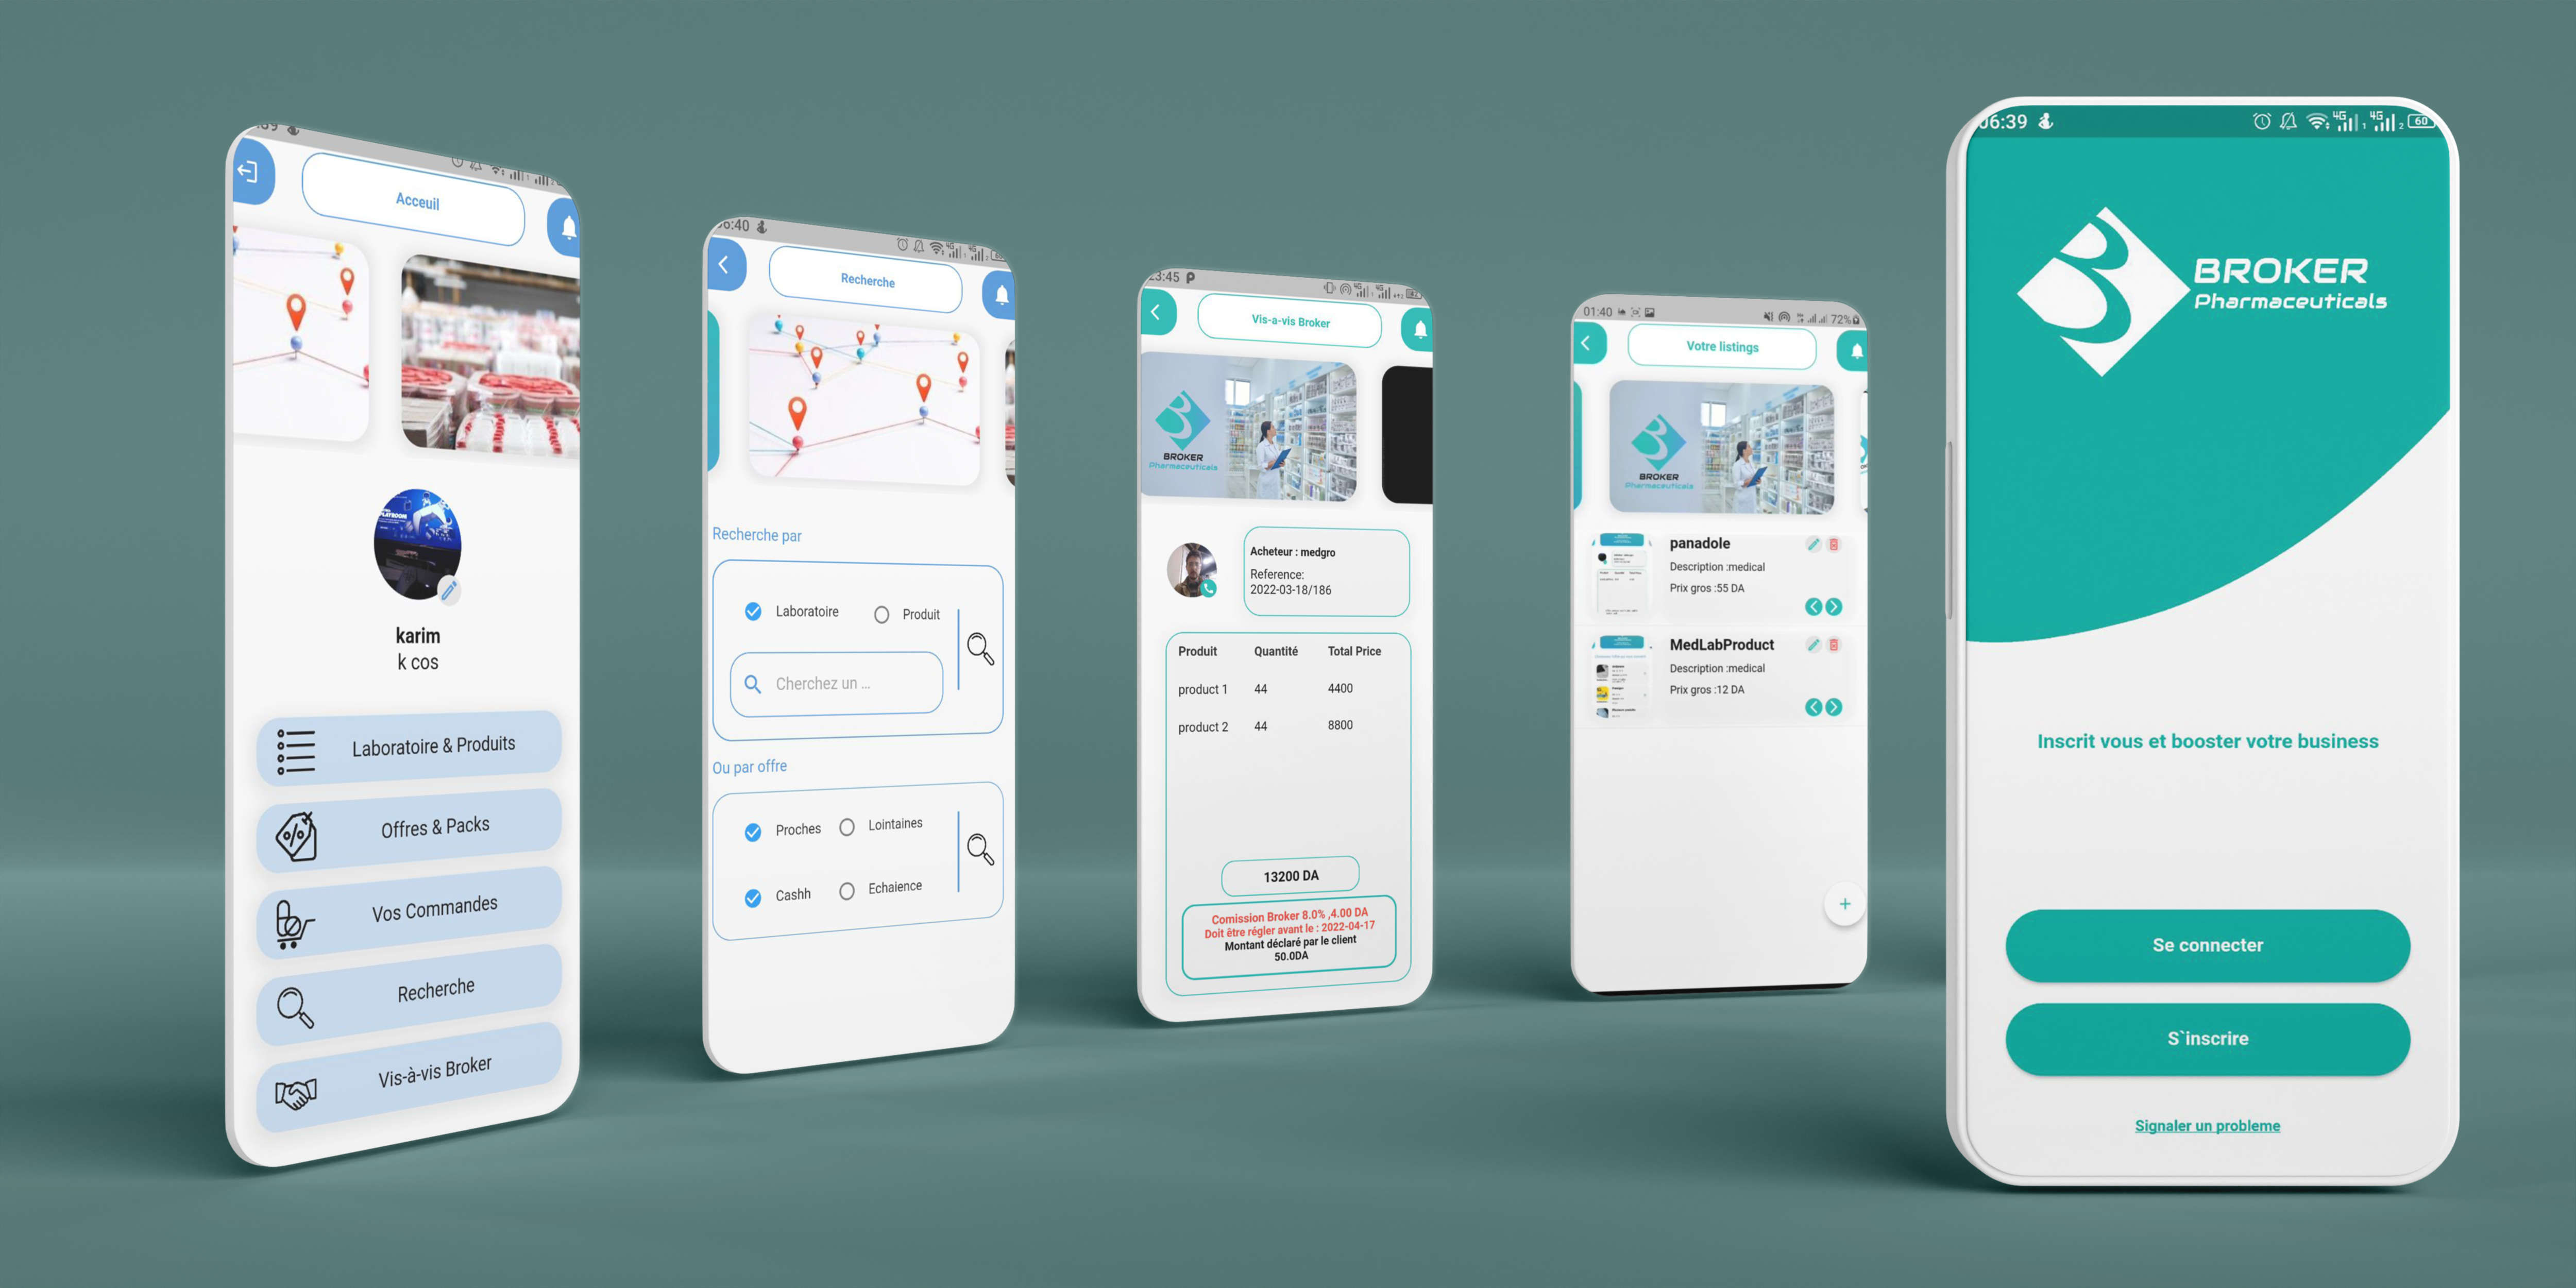 Acceuil
karim
k cos
Laboratoire & Produits
Offres & Packs
Vos Commandes
Recherche
Vis-à-vis Broker
6:40
Recherche
Recherche par
Laboratoire
Produit
Cherchez un ...
Ou par offre
Proches
Lointaines
Cashh
Echaience
3:45
Vis-a-vis Broker
BROKER
Pharmaceuticals
Acheteur : medgro
Reference:
2022-03-18/186
Produit Quantité Total Price
product 1 44 4400
product 2 44 8800
13200 DA
Comission Broker 8.0% ,4.00 DA
Doit être régler avant le : 2022-04-17
Montant déclaré par le client
50.0DA
01:40
72%
Votre listings
BROKER
Pharmaceuticals
panadole
Description :medical
Prix gros :55 DA
MedLabProduct
Description :medical
Prix gros :12 DA
06:39
4G 1 4G 2 60
BROKER
Pharmaceuticals
Inscrit vous et booster votre business
Se connecter
S`inscrire
Signaler un probleme